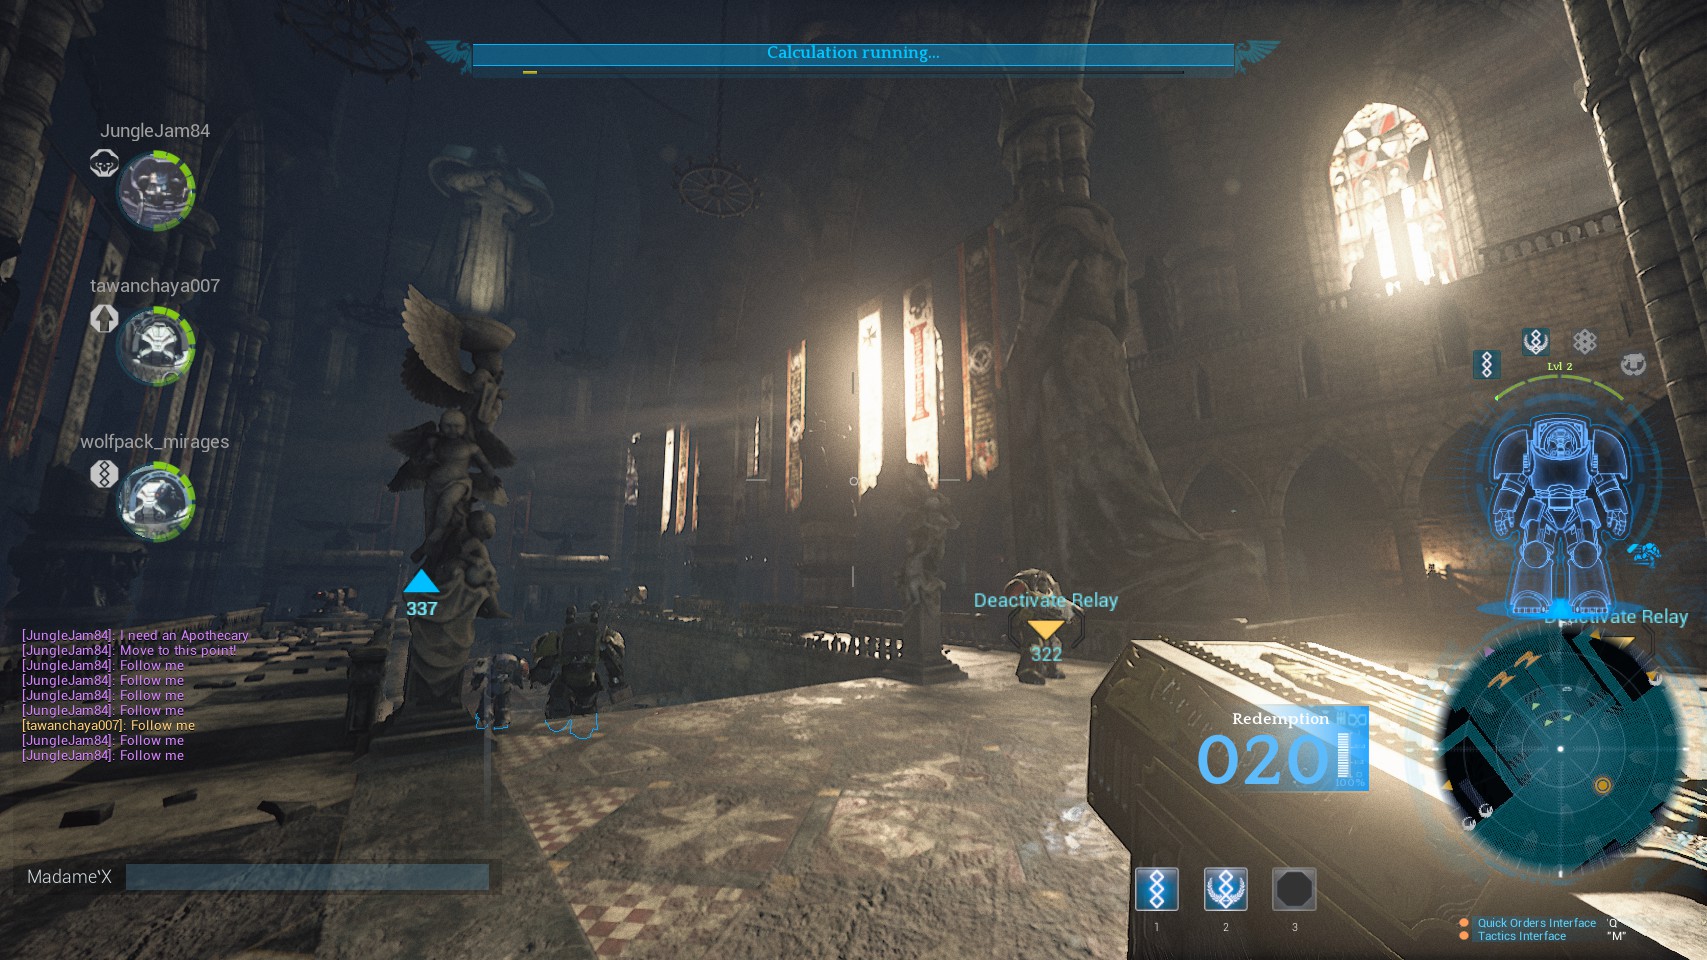 Calculation running...
JungleJam84
tawanchaya007
wolfpack_mirages
Lvl 2
337
Deactivate Relay
322
Deactivate Relay
[JungleJam84]: I need an Apothecary
[JungleJam84]: Move to this point!
[JungleJam84]: Follow me
[JungleJam84]: Follow me
[JungleJam84]: Follow me
[JungleJam84]: Follow me
[tawanchaya007]: Follow me
[JungleJam84]: Follow me
[JungleJam84]: Follow me
Redemption
020
100%
Madame'X
1
2
3
Quick Orders Interface "Q"
Tactics Interface "M"